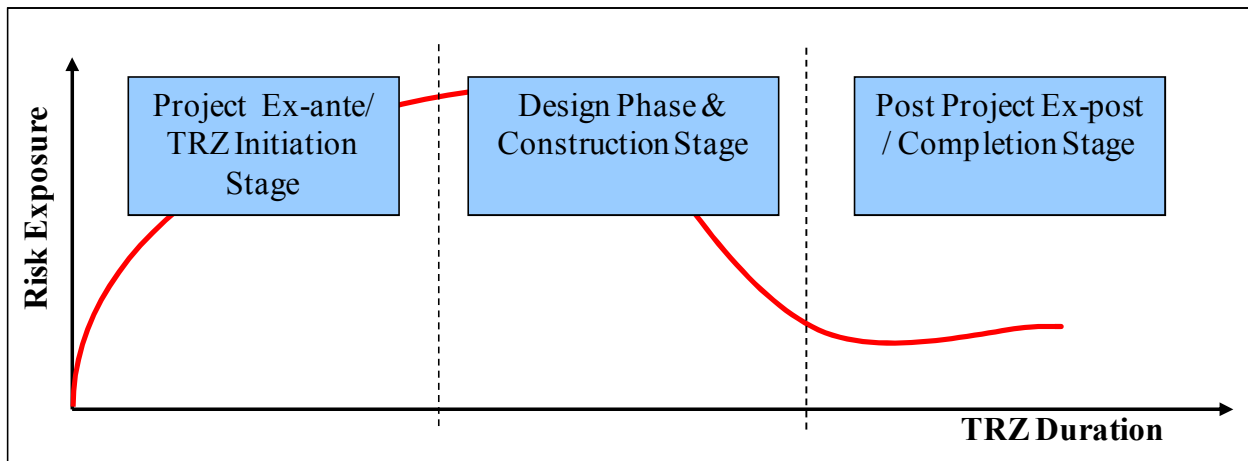 Risk Exposure
Project Ex-ante/
TRZ Initiation
Stage
Design Phase &
Construction Stage
Post Project Ex-post
/ Completion Stage
TRZ Duration